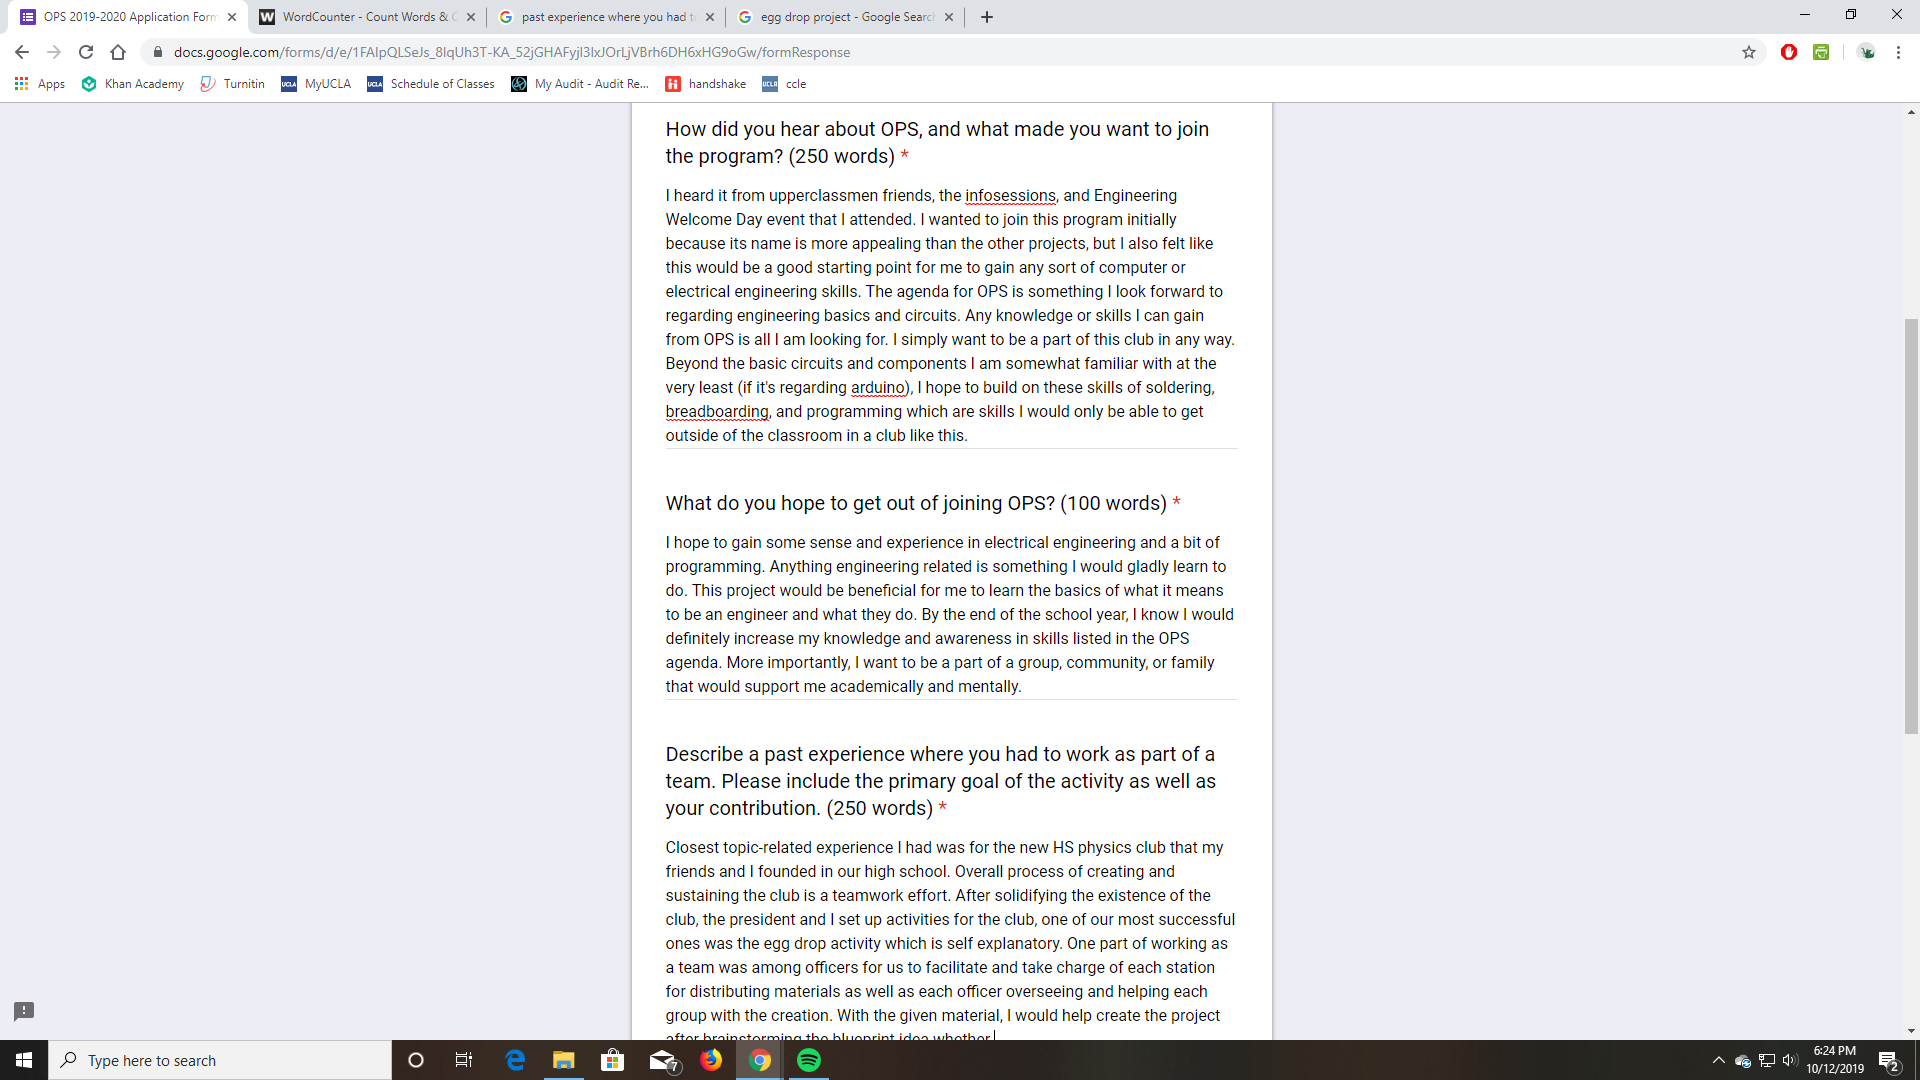 OPS 2019-2020 Application Form
WordCounter - Count Words & C
past experience where you had t
egg drop project - Google Searc
docs.google.com/forms/d/e/1FAIpQLSeJs_8lqUh3T-KA_52jGHAFyjl3lxJOrLjVBrh6DH6xHG9oGw/formResponse
Apps Khan Academy Turnitin MyUCLA Schedule of Classes My Audit - Audit Re... handshake ccle
How did you hear about OPS, and what made you want to join
the program? (250 words) *
I heard it from upperclassmen friends, the infosessions, and Engineering
Welcome Day event that I attended. I wanted to join this program initially
because its name is more appealing than the other projects, but I also felt like
this would be a good starting point for me to gain any sort of computer or
electrical engineering skills. The agenda for OPS is something I look forward to
regarding engineering basics and circuits. Any knowledge or skills I can gain
from OPS is all I am looking for. I simply want to be a part of this club in any way.
Beyond the basic circuits and components I am somewhat familiar with at the
very least (if it's regarding arduino), I hope to build on these skills of soldering,
breadboarding, and programming which are skills I would only be able to get
outside of the classroom in a club like this.
What do you hope to get out of joining OPS? (100 words) *
I hope to gain some sense and experience in electrical engineering and a bit of
programming. Anything engineering related is something I would gladly learn to
do. This project would be beneficial for me to learn the basics of what it means
to be an engineer and what they do. By the end of the school year, I know I would
definitely increase my knowledge and awareness in skills listed in the OPS
agenda. More importantly, I want to be a part of a group, community, or family
that would support me academically and mentally.
Describe a past experience where you had to work as part of a
team. Please include the primary goal of the activity as well as
your contribution. (250 words) *
Closest topic-related experience I had was for the new HS physics club that my
friends and I founded in our high school. Overall process of creating and
sustaining the club is a teamwork effort. After solidifying the existence of the
club, the president and I set up activities for the club, one of our most successful
ones was the egg drop activity which is self explanatory. One part of working as
a team was among officers for us to facilitate and take charge of each station
for distributing materials as well as each officer overseeing and helping each
group with the creation. With the given material, I would help create the project
after brainstorming the blueprint idea whether
Type here to search
7
6:24 PM
10/12/2019
2